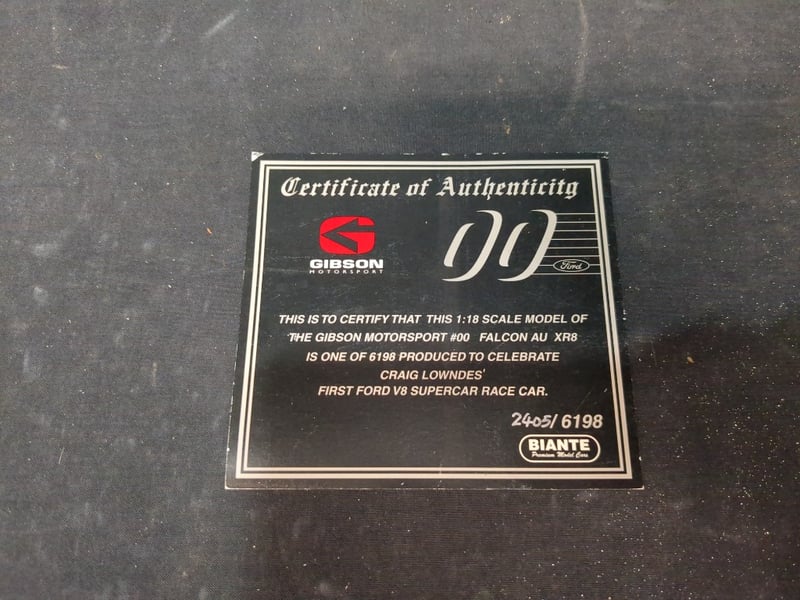 Certificate of Authenticity
GIBSON
MOTORSPORT
00
Ford
THIS IS TO CERTIFY THAT THIS 1:18 SCALE MODEL OF
THE GIBSON MOTORSPORT #00 FALCON AU XR8
IS ONE OF 6198 PRODUCED TO CELEBRATE
CRAIG LOWNDES'
FIRST FORD V8 SUPERCAR RACE CAR.
2405/6198
BIANTE
Premium Model Cars